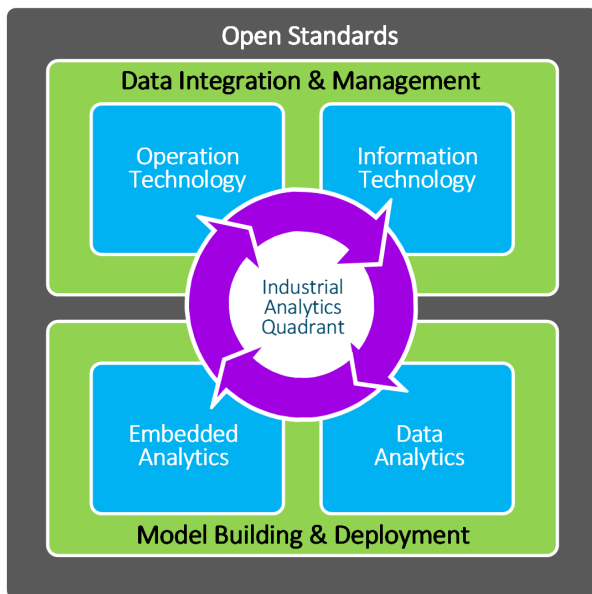 Open Standards
Data Integration & Management
Operation
Technology
Information
Technology
Industrial
Analytics
Quadrant
Embedded
Analytics
Data
Analytics
Model Building & Deployment